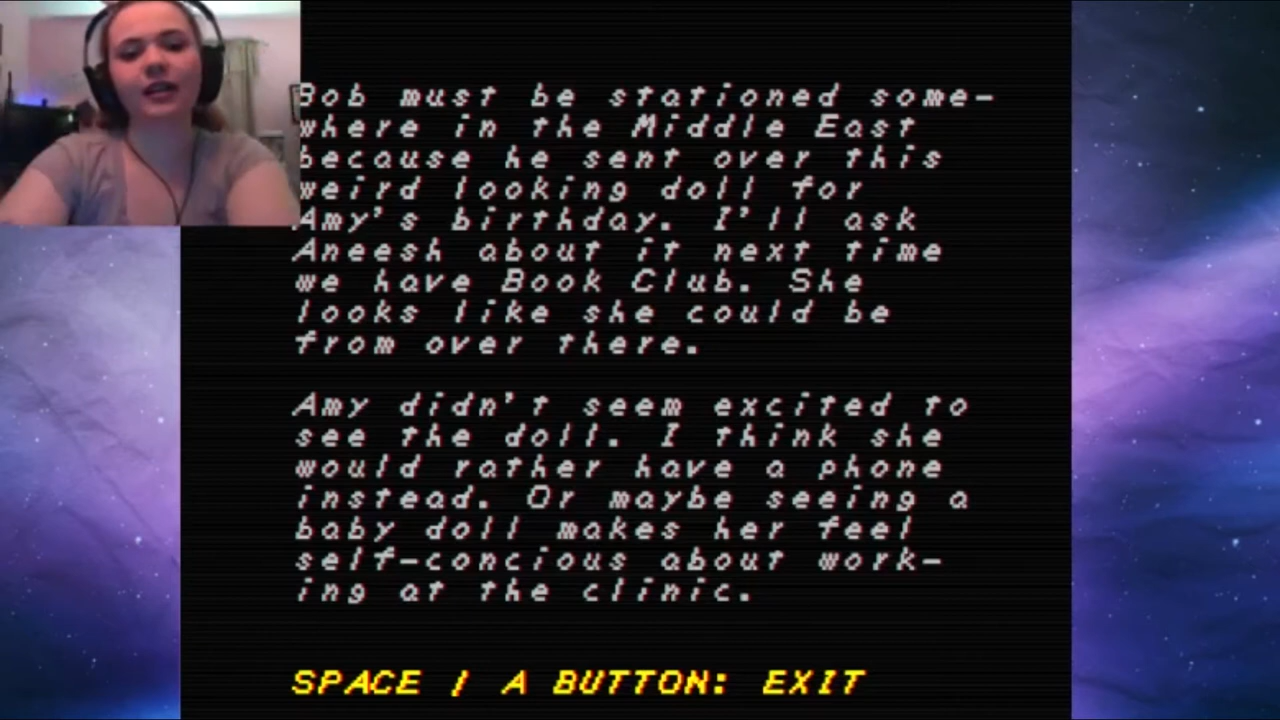 Bob must be stationed some-
where in the Middle East
because he sent over this
weird looking doll for
Amy's birthday. I'll ask
Aneesh about it next time
we have Book Club. She
looks like she could be
from over there.
Amy didn't seem excited to
see the doll. I think she
would rather have a phone
instead. Or maybe seeing a
baby doll makes her feel
self-concious about work-
ing at the clinic.
SPACE / A BUTTON: EXIT